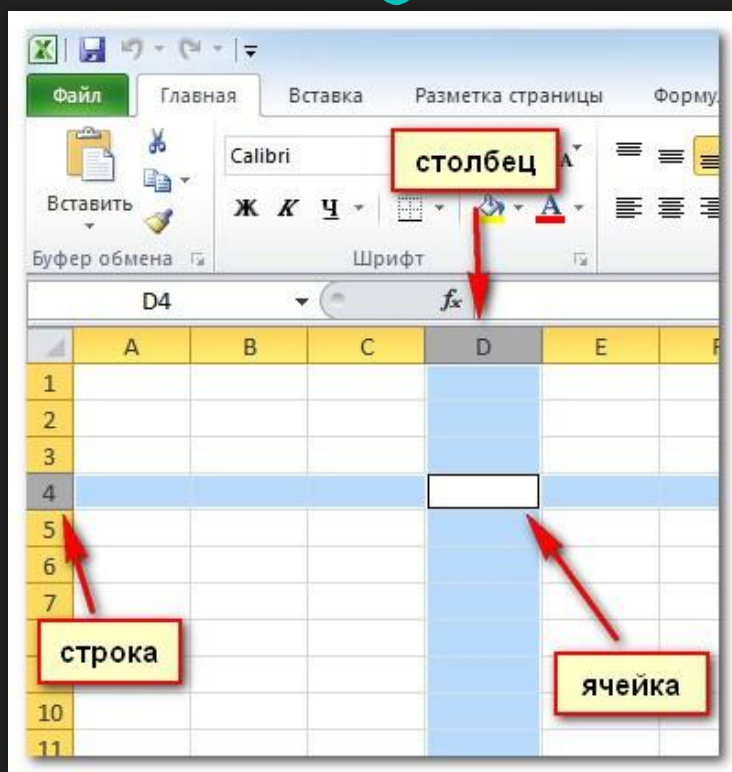 Файл Главная Вставка Разметка страницы Форму
Calibri
столбец
A
Вставить
Ж К Ч A
Буфер обмена Шрифт
D4 fx
A B C D E F
1
2
3
4
5
6
7
строка
ячейка
10
11